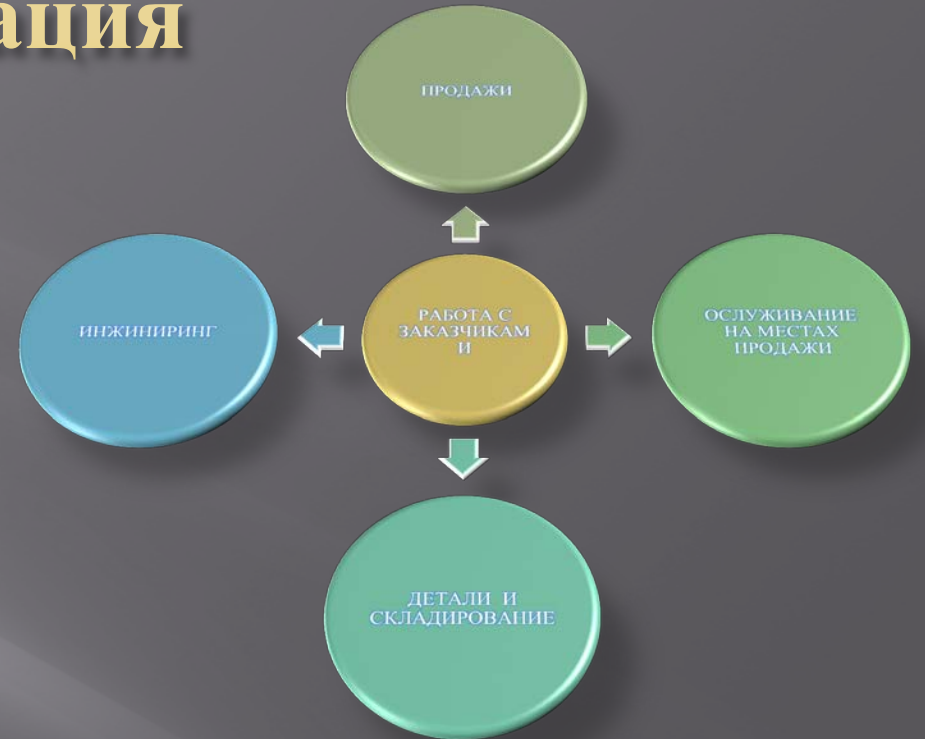 ация
ПРОДАЖИ
ИНЖИНИРИНГ
РАБОТА С
ЗАКАЗЧИКАМ
И
ОСЛУЖИВАНИЕ
НА МЕСТАХ
ПРОДАЖИ
ДЕТАЛИ И
СКЛАДИРОВАНИЕ